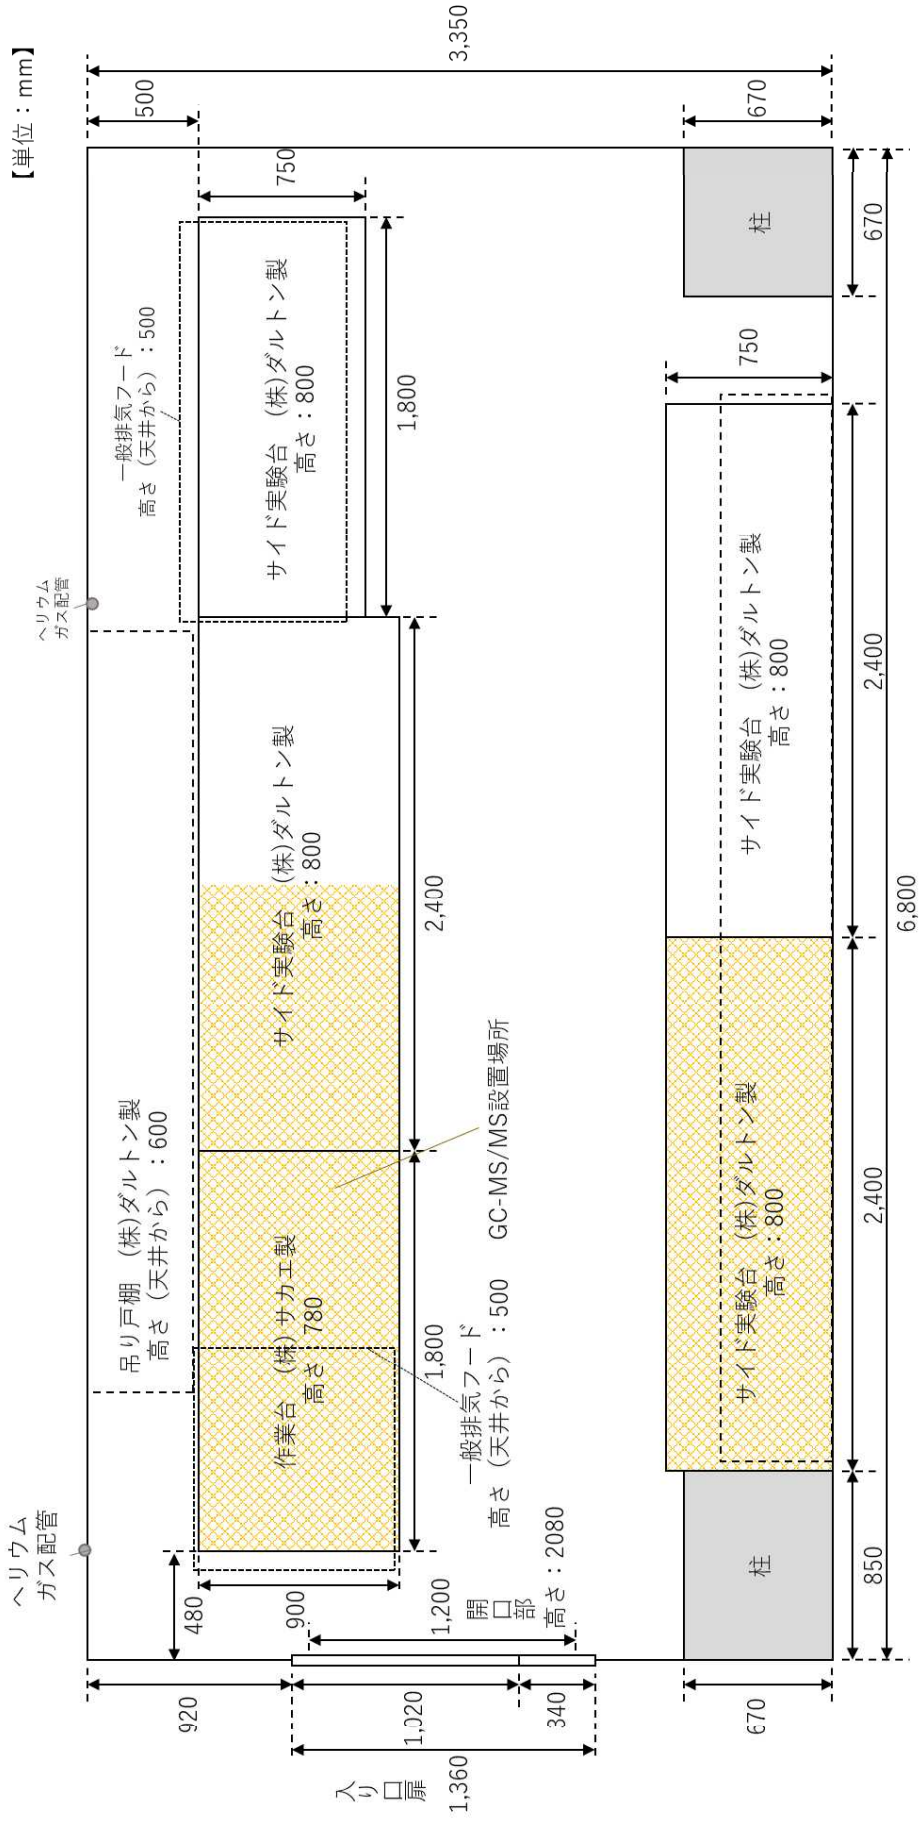 【単位：mm】
ヘリウム
ガス配管
吊り戸棚 (株)ダルトン製
高さ（天井から）：600
ヘリウム
ガス配管
一般排気フード
高さ（天井から）：500
500
3,350
480
900
作業台 (株) サカエ製
高さ：780
サイド実験台 (株)ダルトン製
高さ：800
サイド実験台 (株)ダルトン製
高さ：800
750
1,800
2,400
1,800
一般排気フード
高さ（天井から）：500
GC-MS/MS設置場所
920
1,020
340
1,360
入り口扉
1,200
開口部
高さ：2080
670
柱
サイド実験台 (株)ダルトン製
高さ：800
サイド実験台 (株)ダルトン製
高さ：800
750
柱
670
850
2,400
2,400
670
6,800